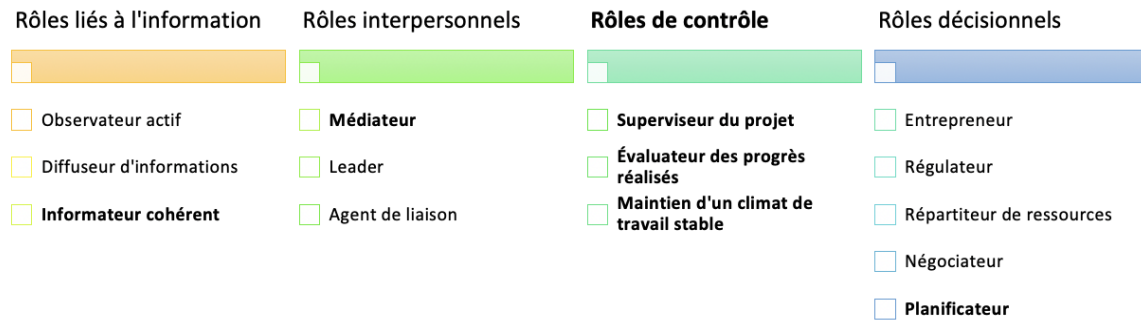 Rôles liés à l'information
Observateur actif
Diffuseur d'informations
Informateur cohérent
Rôles interpersonnels
Médiateur
Leader
Agent de liaison
Rôles de contrôle
Superviseur du projet
Évaluateur des progrès
réalisés
Maintien d'un climat de
travail stable
Rôles décisionnels
Entrepreneur
Régulateur
Répartiteur de ressources
Négociateur
Planificateur